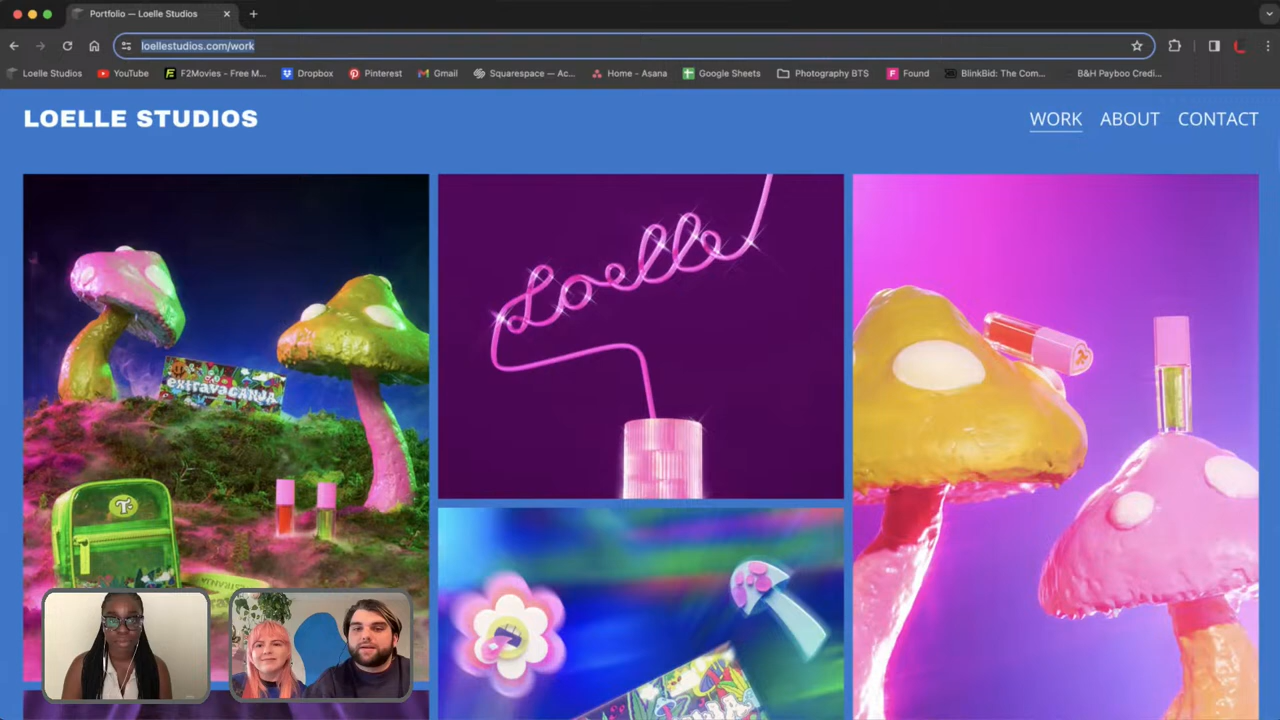 Portfolio — Loelle Studios
loellestudios.com/work
Loelle Studios
YouTube
F2Movies - Free M...
Dropbox
Pinterest
Gmail
Squarespace — Ac...
Home - Asana
Google Sheets
Photography BTS
Found
BlinkBid: The Com...
B&H Payboo Credi...
LOELLE STUDIOS
WORK ABOUT CONTACT
Loelle
extravaGANJA
T